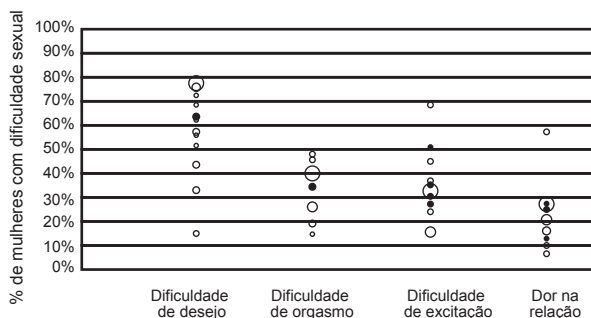 % de mulheres com dificuldade sexual
100%
90%
80%
70%
60%
50%
40%
30%
20%
10%
0%
Dificuldade
de desejo
Dificuldade
de orgasmo
Dificuldade
de excitação
Dor na
relação